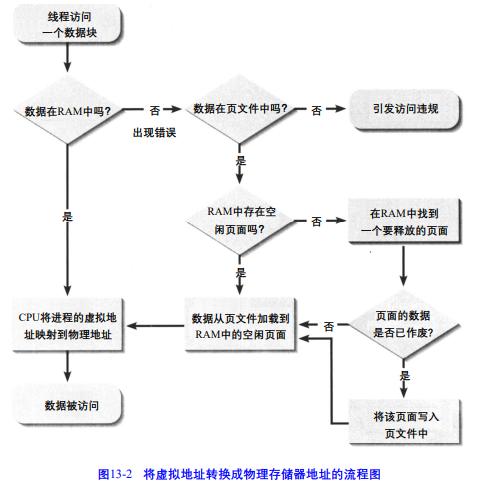 线程访问
一个数据块
数据在RAM中吗?
否
出现错误
数据在页文件中吗?
否
引发访问违规
是
是
RAM中存在空
闲页面吗?
否
在RAM中找到
一个要释放的页面
是
CPU将进程的虚拟地
址映射到物理地址
数据从页文件加载到
RAM中的空闲页面
否
页面的数据
是否已作废?
是
数据被访问
将该页面写入
页文件中
图13-2 将虚拟地址转换成物理存储器地址的流程图